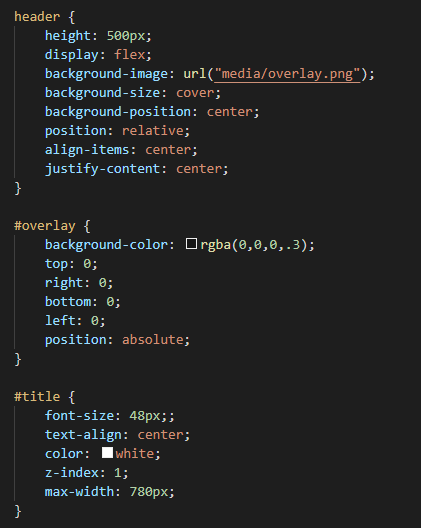 header {
height: 500px;
display: flex;
background-image: url("media/overlay.png");
background-size: cover;
background-position: center;
position: relative;
align-items: center;
justify-content: center;
}
#overlay {
background-color: rgba(0,0,0,.3);
top: 0;
right: 0;
bottom: 0;
left: 0;
position: absolute;
}
#title {
font-size: 48px;;
text-align: center;
color: white;
z-index: 1;
max-width: 780px;
}